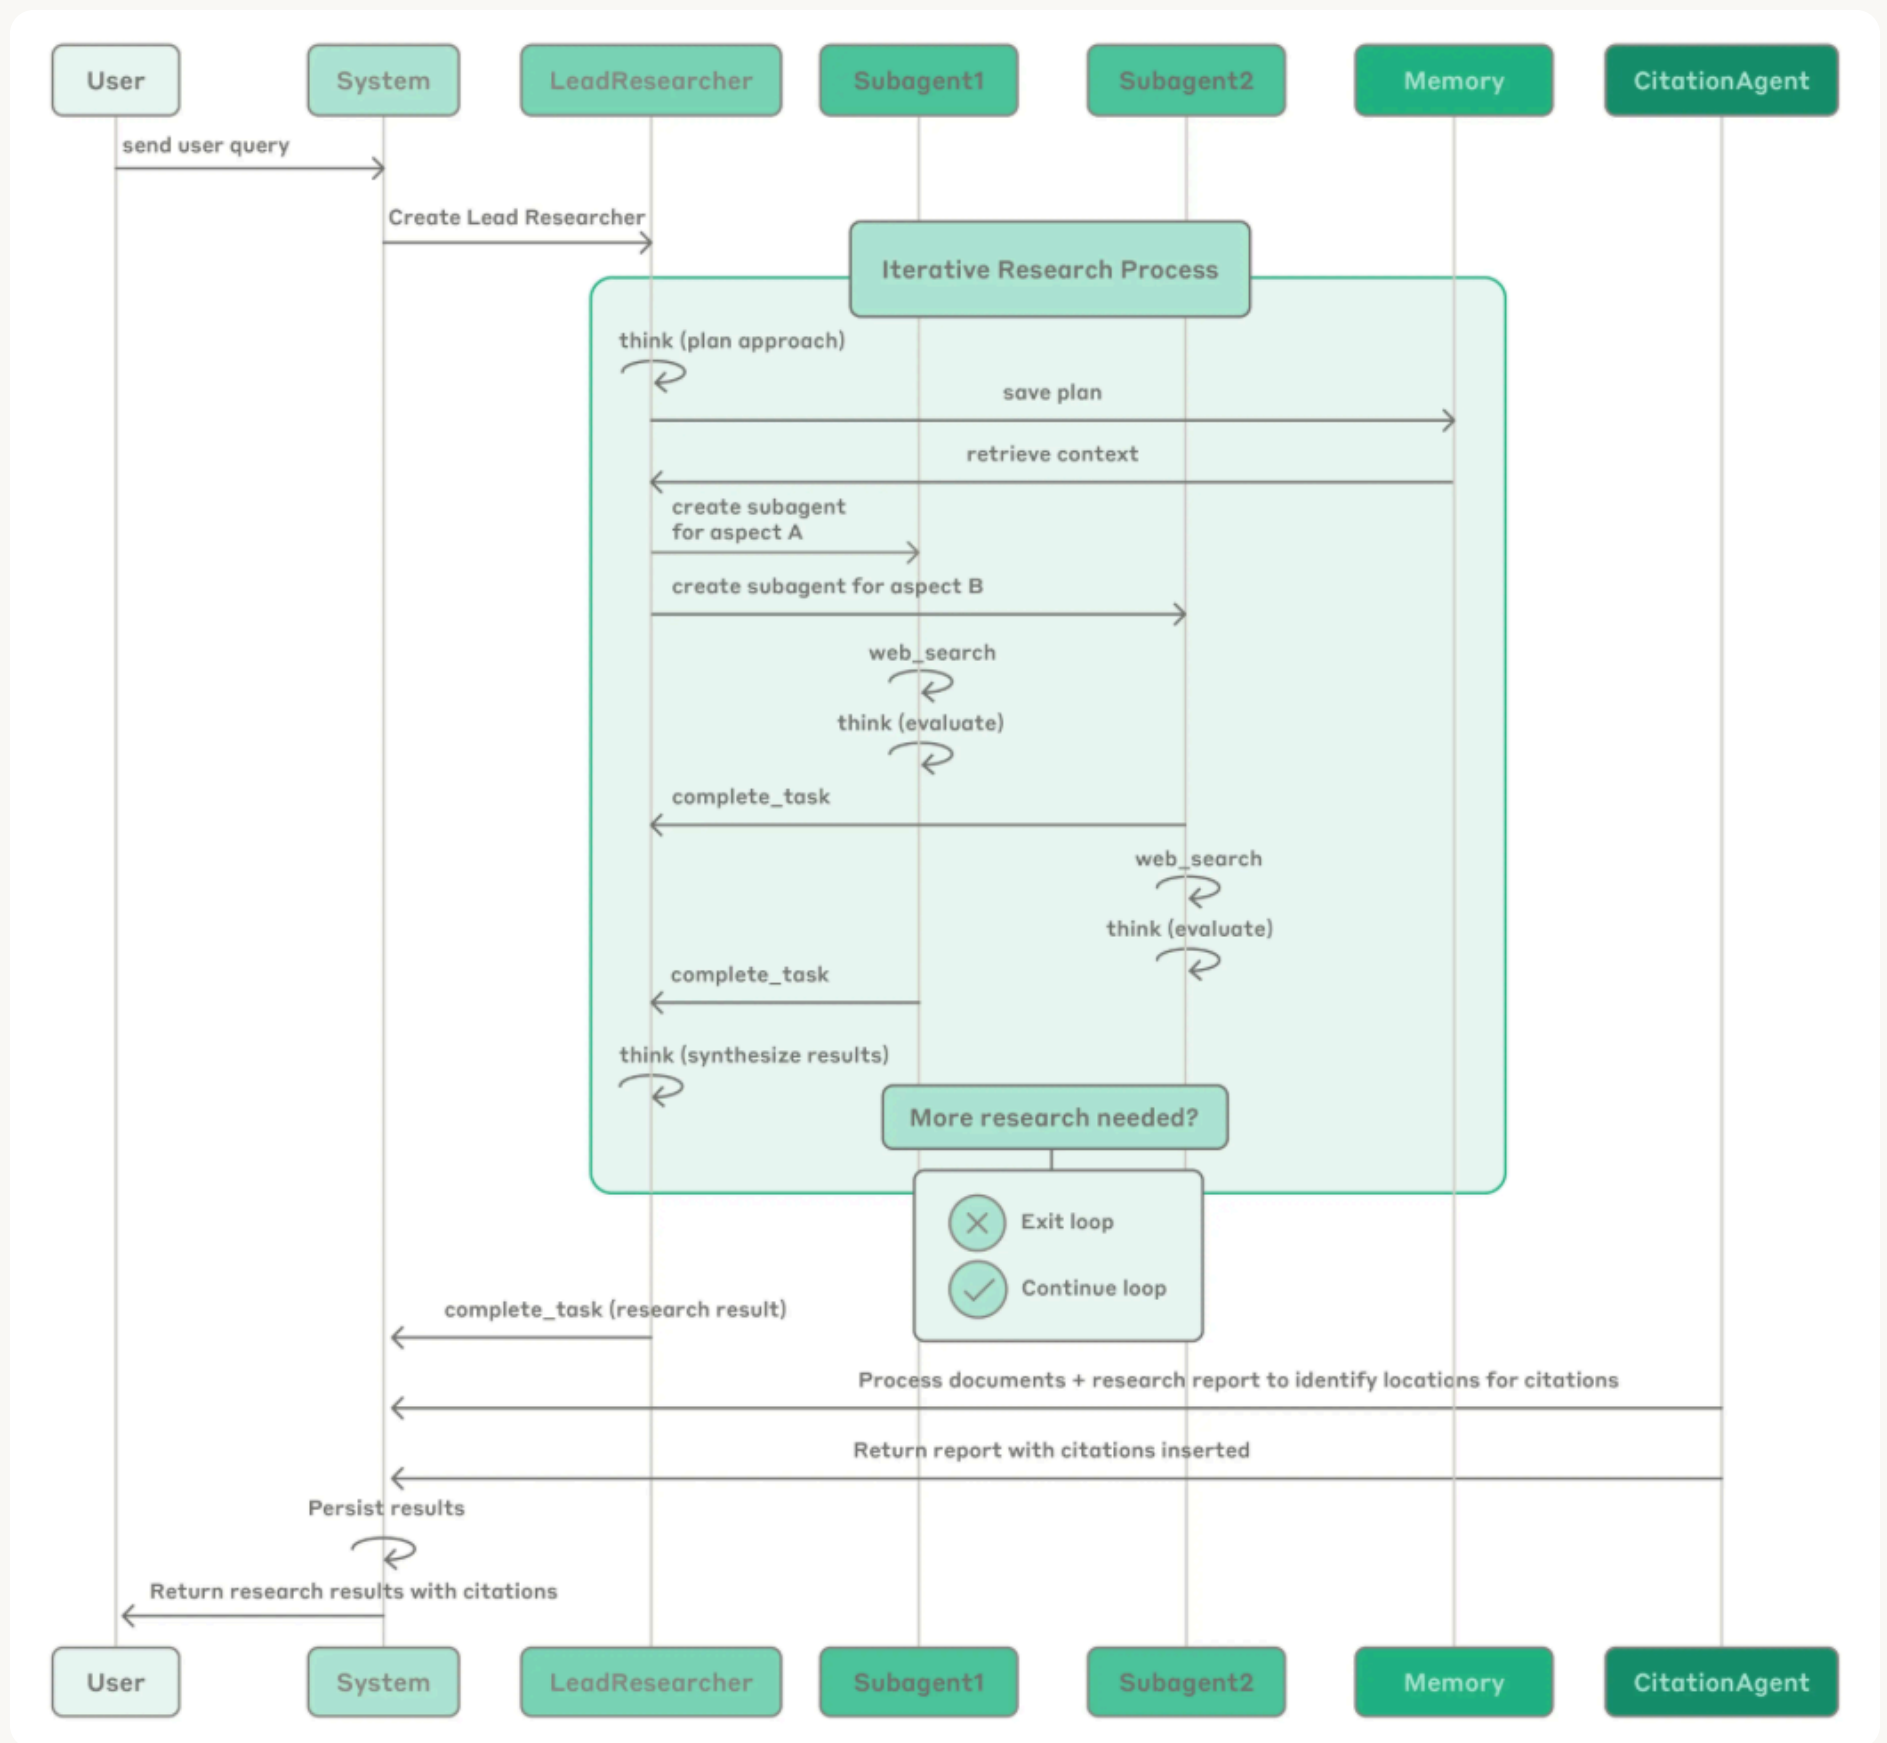 User
System
LeadResearcher
Subagent1
Subagent2
Memory
CitationAgent
send user query
Create Lead Researcher
Iterative Research Process
think (plan approach)
save plan
retrieve context
create subagent
for aspect A
create subagent for aspect B
web_search
think (evaluate)
complete_task
web_search
think (evaluate)
complete_task
think (synthesize results)
More research needed?
Exit loop
Continue loop
complete_task (research result)
Process documents + research report to identify locations for citations
Return report with citations inserted
Persist results
Return research results with citations
User
System
LeadResearcher
Subagent1
Subagent2
Memory
CitationAgent